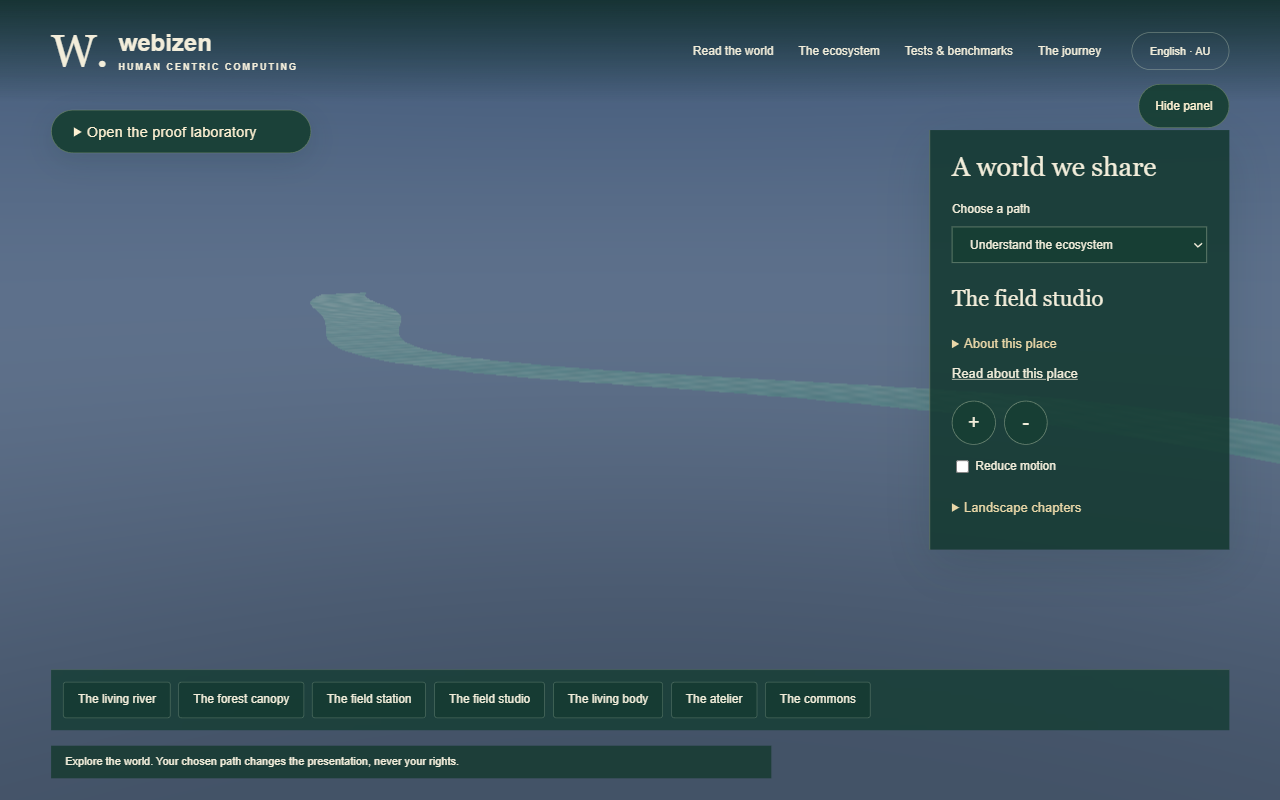 W.
webizen
HUMAN CENTRIC COMPUTING
Read the world
The ecosystem
Tests & benchmarks
The journey
English · AU
Hide panel
Open the proof laboratory
A world we share
Choose a path
Understand the ecosystem
The field studio
About this place
Read about this place
+
-
Reduce motion
Landscape chapters
The living river
The forest canopy
The field station
The field studio
The living body
The atelier
The commons
Explore the world. Your chosen path changes the presentation, never your rights.